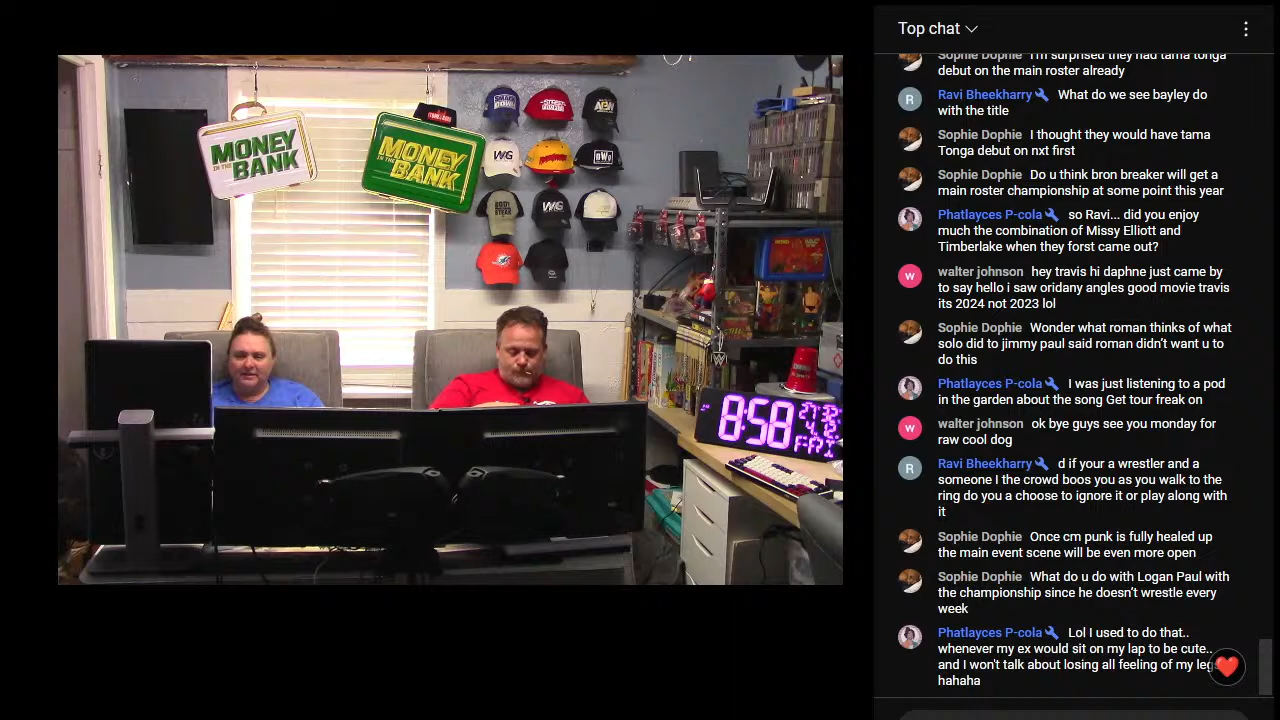 Top chat
Sophie Dophie I'm surprised they had tama tonga
debut on the main roster already
R
Ravi Bheekharry What do we see bayley do
with the title
Sophie Dophie I thought they would have tama
Tonga debut on nxt first
Sophie Dophie Do u think bron breaker will get a
main roster championship at some point this year
Phatlayces P-cola so Ravi... did you enjoy
much the combination of Missy Elliott and
Timberlake when they forst came out?
w
walter johnson hey travis hi daphne just came by
to say hello i saw oridany angles good movie travis
its 2024 not 2023 lol
Sophie Dophie Wonder what roman thinks of what
solo did to jimmy paul said roman didn't want u to
do this
Phatlayces P-cola I was just listening to a pod
in the garden about the song Get tour freak on
w
walter johnson ok bye guys see you monday for
raw cool dog
R
Ravi Bheekharry d if your a wrestler and a
someone I the crowd boos you as you walk to the
ring do you a choose to ignore it or play along with
it
Sophie Dophie Once cm punk is fully healed up
the main event scene will be even more open
Sophie Dophie What do u do with Logan Paul with
the championship since he doesn't wrestle every
week
Phatlayces P-cola Lol I used to do that..
whenever my ex would sit on my lap to be cute..
and I won't talk about losing all feeling of my legs
hahaha
MONEY
IN THE
BANK
MONEY
IN THE
BANK
WG
nWo
8:58
FRI